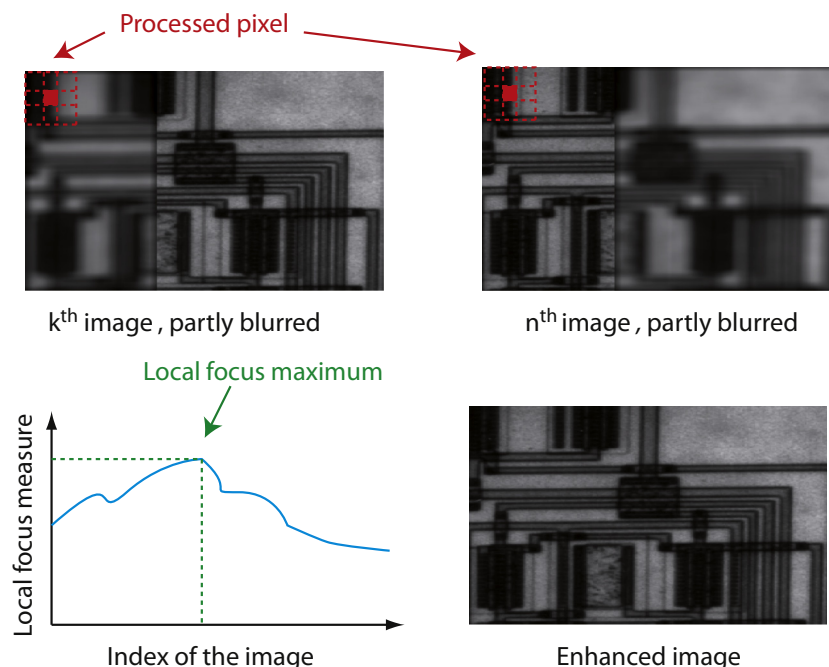 Processed pixel
kth image , partly blurred
nth image , partly blurred
Local focus maximum
Local focus measure
Index of the image
Enhanced image